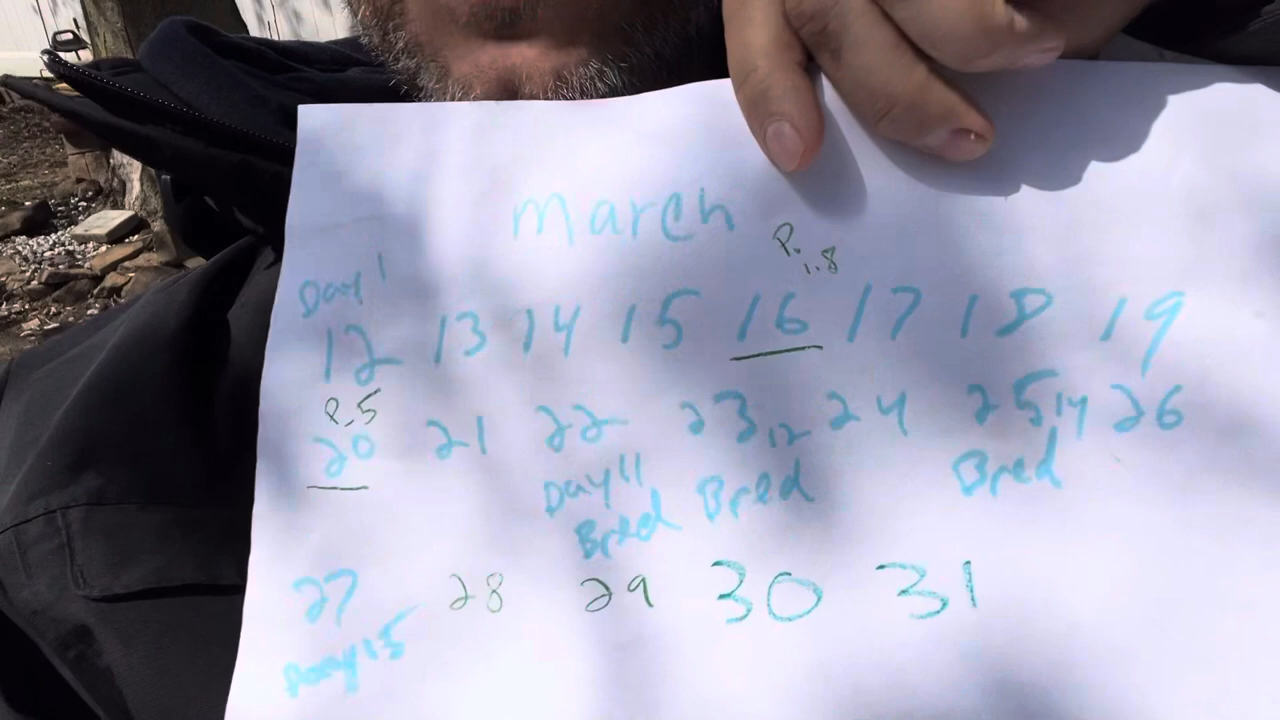 March
P. 1.8
Day 1
12 13 14 15 16 17 18 19
P. 5
20 21 22 23 12 24 25 14 26
Day 11 Bred Bred
Bred
27 28 29 30 31
Day 15